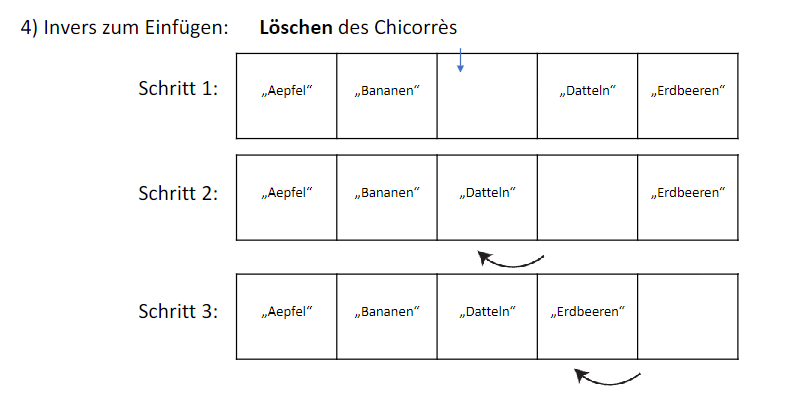 4) Invers zum Einfügen: Löschen des Chicorrès
Schritt 1: „Aepfel“ „Bananen“ „Datteln“ „Erdbeeren“
Schritt 2: „Aepfel“ „Bananen“ „Datteln“ „Erdbeeren“
Schritt 3: „Aepfel“ „Bananen“ „Datteln“ „Erdbeeren“